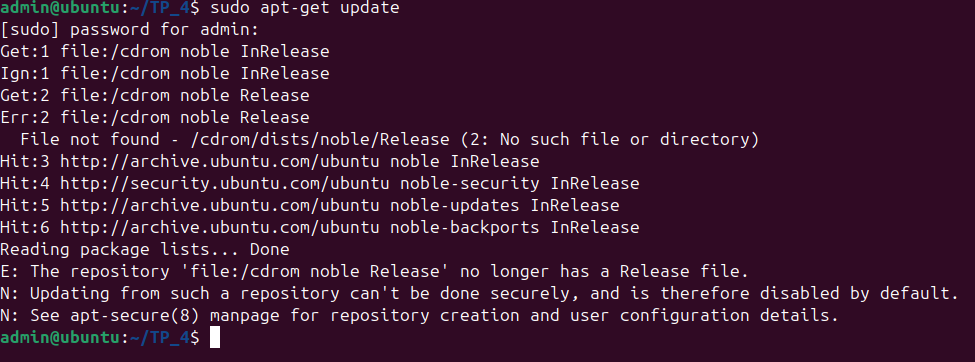 admin@ubuntu:~/TP_4$ sudo apt-get update
[sudo] password for admin:
Get:1 file:/cdrom noble InRelease
Ign:1 file:/cdrom noble InRelease
Get:2 file:/cdrom noble Release
Err:2 file:/cdrom noble Release
  File not found - /cdrom/dists/noble/Release (2: No such file or directory)
Hit:3 http://archive.ubuntu.com/ubuntu noble InRelease
Hit:4 http://security.ubuntu.com/ubuntu noble-security InRelease
Hit:5 http://archive.ubuntu.com/ubuntu noble-updates InRelease
Hit:6 http://archive.ubuntu.com/ubuntu noble-backports InRelease
Reading package lists... Done
E: The repository 'file:/cdrom noble Release' no longer has a Release file.
N: Updating from such a repository can't be done securely, and is therefore disabled by default.
N: See apt-secure(8) manpage for repository creation and user configuration details.
admin@ubuntu:~/TP_4$